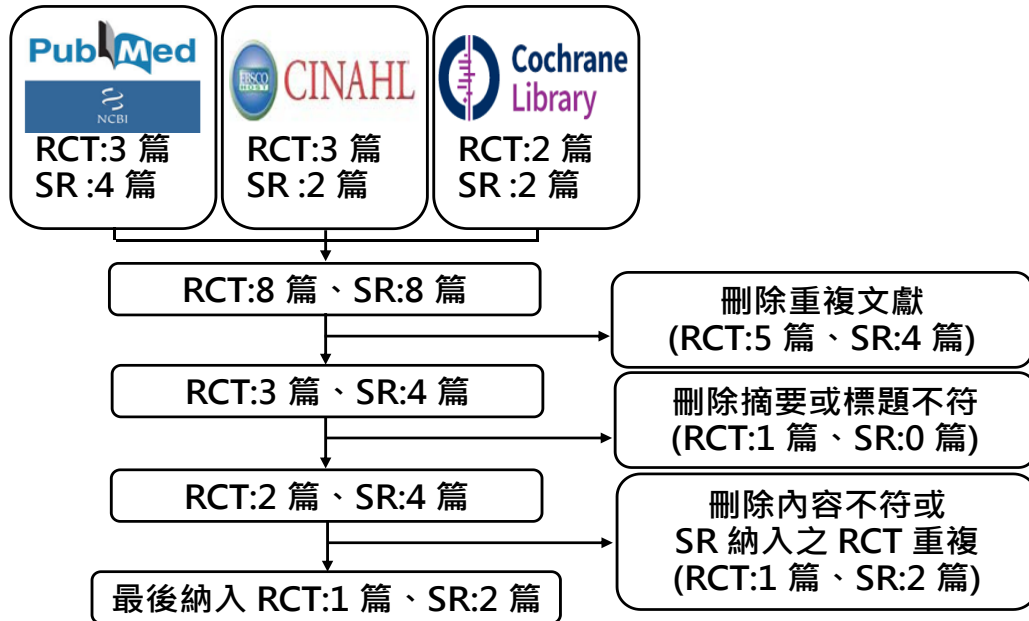 PubMed
NCBI
RCT:3 篇
SR :4 篇
EBSCO
HOST
CINAHL
RCT:3 篇
SR :2 篇
Cochrane
Library
RCT:2 篇
SR :2 篇
RCT:8 篇、SR:8 篇
刪除重複文獻
(RCT:5 篇、SR:4 篇)
RCT:3 篇、SR:4 篇
刪除摘要或標題不符
(RCT:1 篇、SR:0 篇)
RCT:2 篇、SR:4 篇
刪除內容不符或
SR 納入之 RCT 重複
(RCT:1 篇、SR:2 篇)
最後納入 RCT:1 篇、SR:2 篇